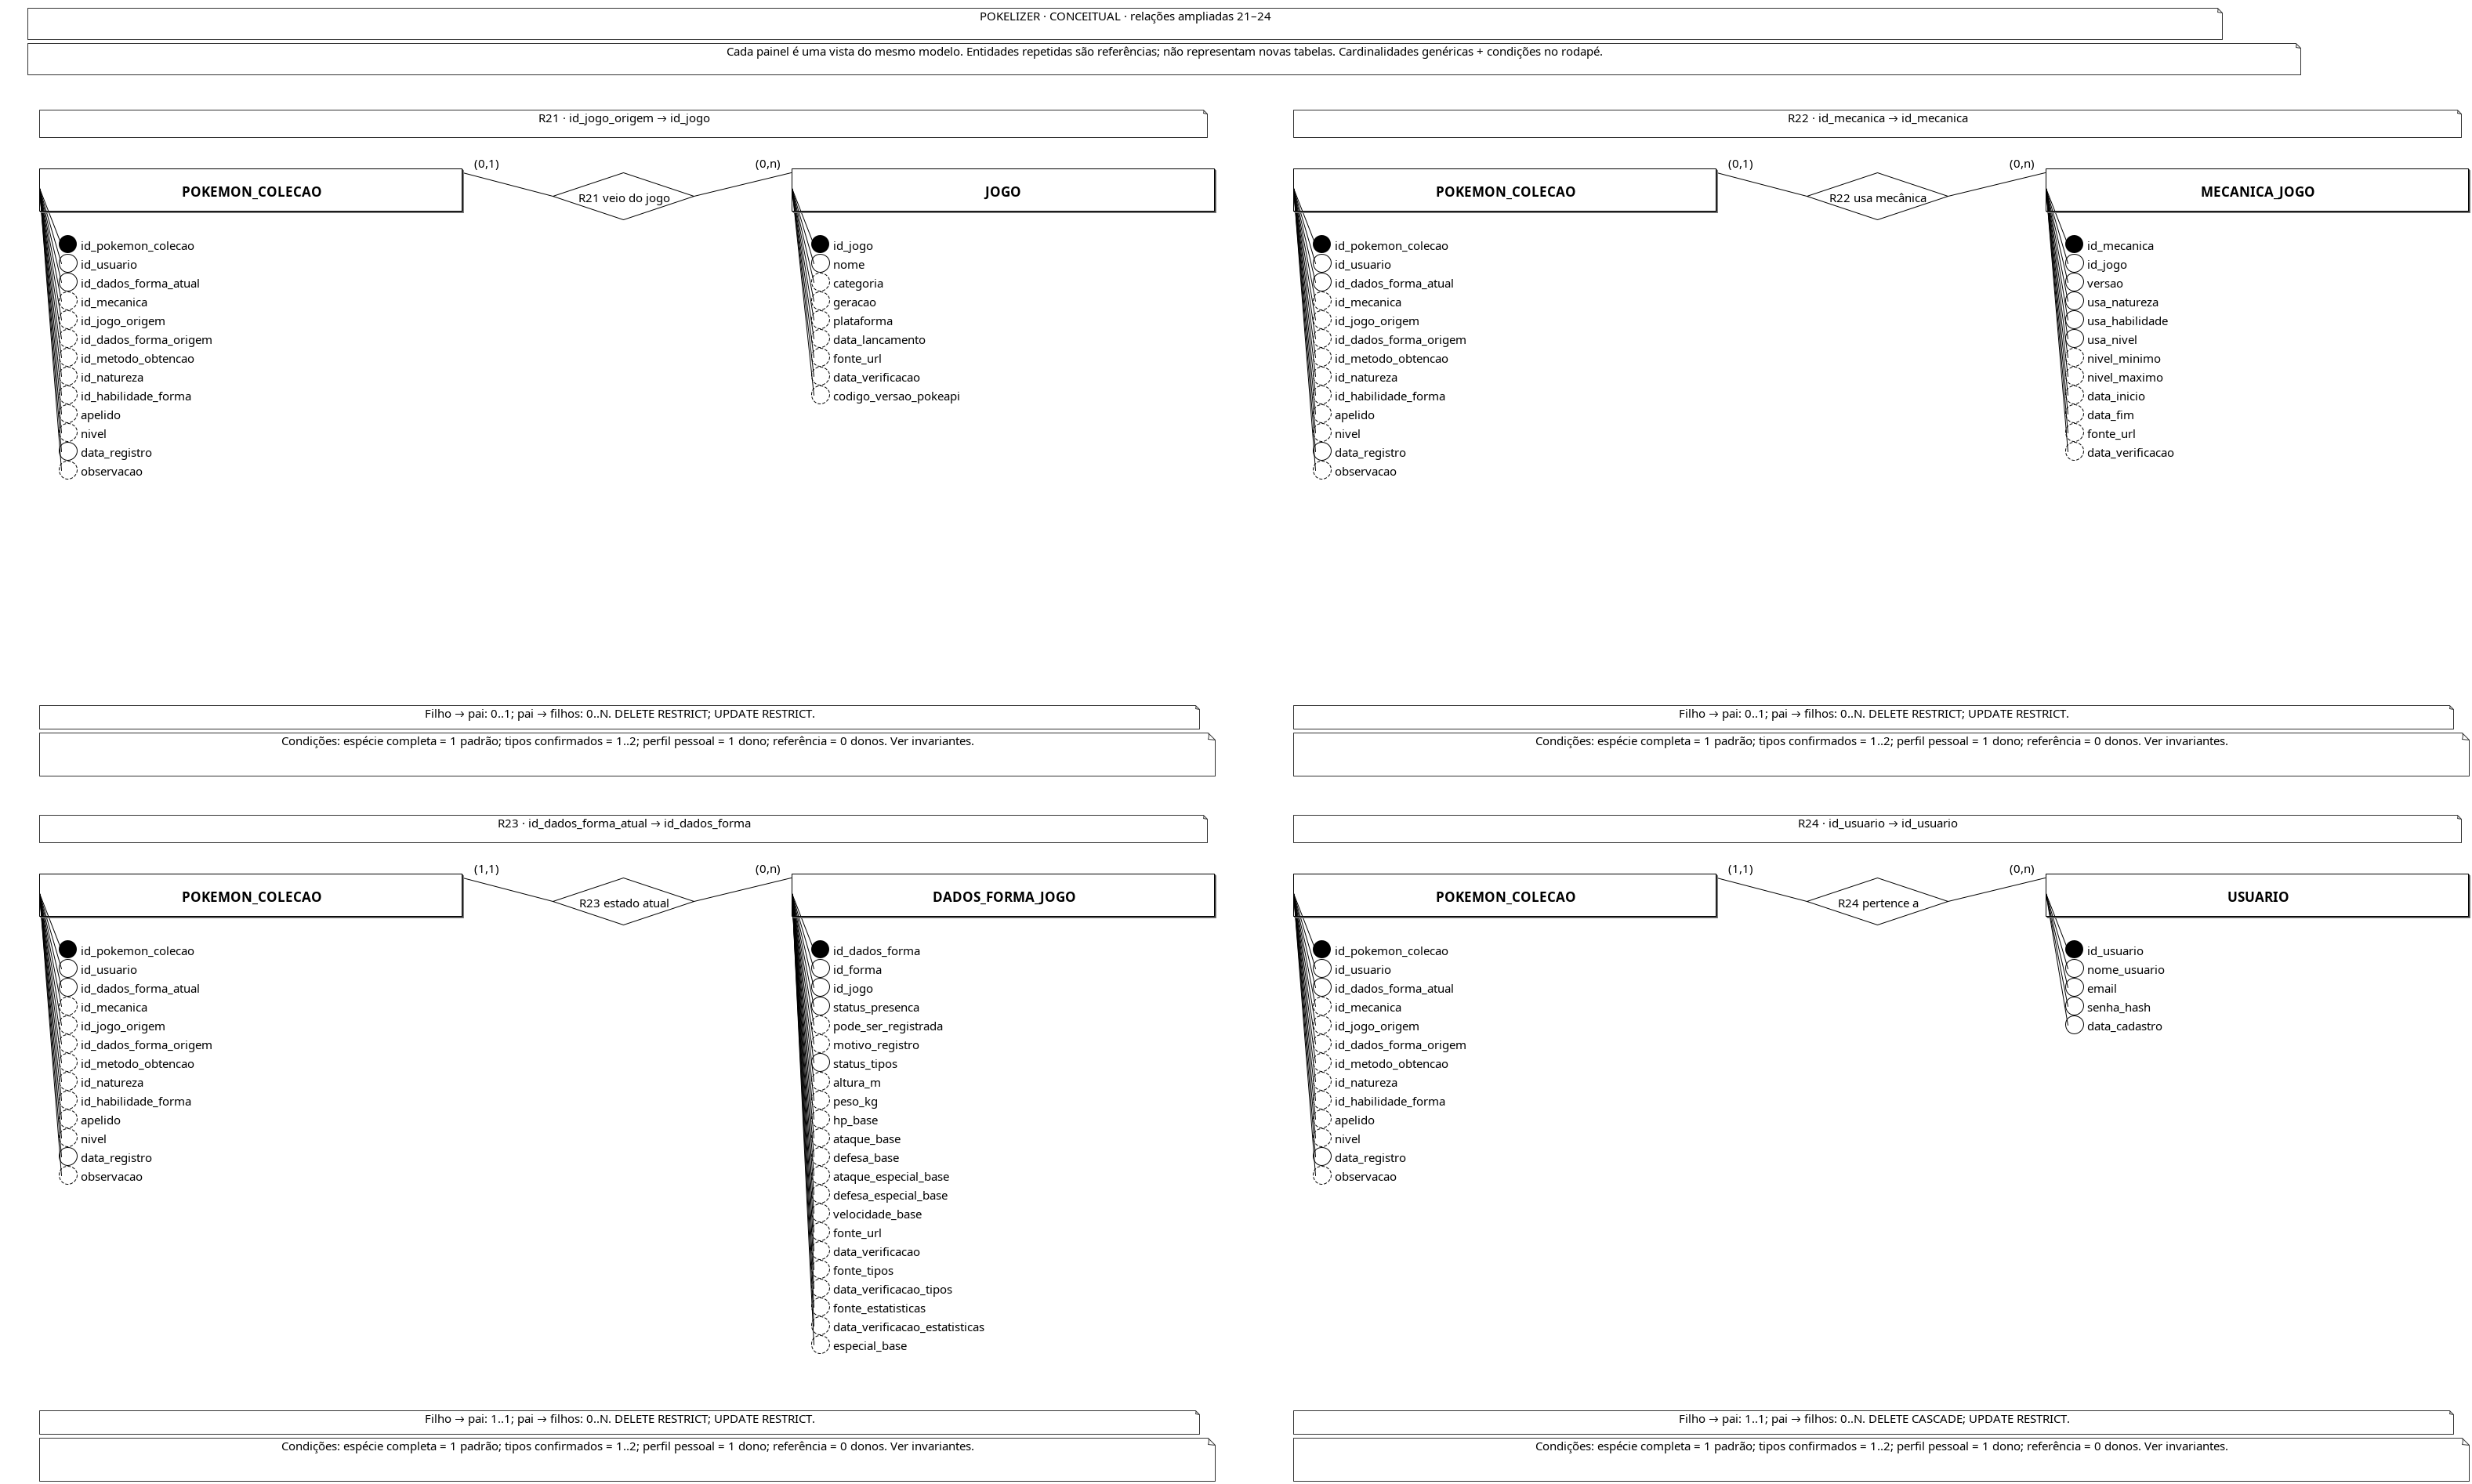 POKELIZER · CONCEITUAL · relações ampliadas 21–24
Cada painel é uma vista do mesmo modelo. Entidades repetidas são referências; não representam novas tabelas. Cardinalidades genéricas + condições no rodapé.
R21 · id_jogo_origem → id_jogo
(0,1)
(0,n)
POKEMON_COLECAO
R21 veio do jogo
JOGO
id_pokemon_colecao
id_usuario
id_dados_forma_atual
id_mecanica
id_jogo_origem
id_dados_forma_origem
id_metodo_obtencao
id_natureza
id_habilidade_forma
apelido
nivel
data_registro
observacao
id_jogo
nome
categoria
geracao
plataforma
data_lancamento
fonte_url
data_verificacao
codigo_versao_pokeapi
Filho → pai: 0..1; pai → filhos: 0..N. DELETE RESTRICT; UPDATE RESTRICT.
Condições: espécie completa = 1 padrão; tipos confirmados = 1..2; perfil pessoal = 1 dono; referência = 0 donos. Ver invariantes.
R22 · id_mecanica → id_mecanica
(0,1)
(0,n)
POKEMON_COLECAO
R22 usa mecânica
MECANICA_JOGO
id_pokemon_colecao
id_usuario
id_dados_forma_atual
id_mecanica
id_jogo_origem
id_dados_forma_origem
id_metodo_obtencao
id_natureza
id_habilidade_forma
apelido
nivel
data_registro
observacao
id_mecanica
id_jogo
versao
usa_natureza
usa_habilidade
usa_nivel
nivel_minimo
nivel_maximo
data_inicio
data_fim
fonte_url
data_verificacao
Filho → pai: 0..1; pai → filhos: 0..N. DELETE RESTRICT; UPDATE RESTRICT.
Condições: espécie completa = 1 padrão; tipos confirmados = 1..2; perfil pessoal = 1 dono; referência = 0 donos. Ver invariantes.
R23 · id_dados_forma_atual → id_dados_forma
(1,1)
(0,n)
POKEMON_COLECAO
R23 estado atual
DADOS_FORMA_JOGO
id_pokemon_colecao
id_usuario
id_dados_forma_atual
id_mecanica
id_jogo_origem
id_dados_forma_origem
id_metodo_obtencao
id_natureza
id_habilidade_forma
apelido
nivel
data_registro
observacao
id_dados_forma
id_forma
id_jogo
status_presenca
pode_ser_registrada
motivo_registro
status_tipos
altura_m
peso_kg
hp_base
ataque_base
defesa_base
ataque_especial_base
defesa_especial_base
velocidade_base
fonte_url
data_verificacao
fonte_tipos
data_verificacao_tipos
fonte_estatisticas
data_verificacao_estatisticas
especial_base
Filho → pai: 1..1; pai → filhos: 0..N. DELETE RESTRICT; UPDATE RESTRICT.
Condições: espécie completa = 1 padrão; tipos confirmados = 1..2; perfil pessoal = 1 dono; referência = 0 donos. Ver invariantes.
R24 · id_usuario → id_usuario
(1,1)
(0,n)
POKEMON_COLECAO
R24 pertence a
USUARIO
id_pokemon_colecao
id_usuario
id_dados_forma_atual
id_mecanica
id_jogo_origem
id_dados_forma_origem
id_metodo_obtencao
id_natureza
id_habilidade_forma
apelido
nivel
data_registro
observacao
id_usuario
nome_usuario
email
senha_hash
data_cadastro
Filho → pai: 1..1; pai → filhos: 0..N. DELETE CASCADE; UPDATE RESTRICT.
Condições: espécie completa = 1 padrão; tipos confirmados = 1..2; perfil pessoal = 1 dono; referência = 0 donos. Ver invariantes.